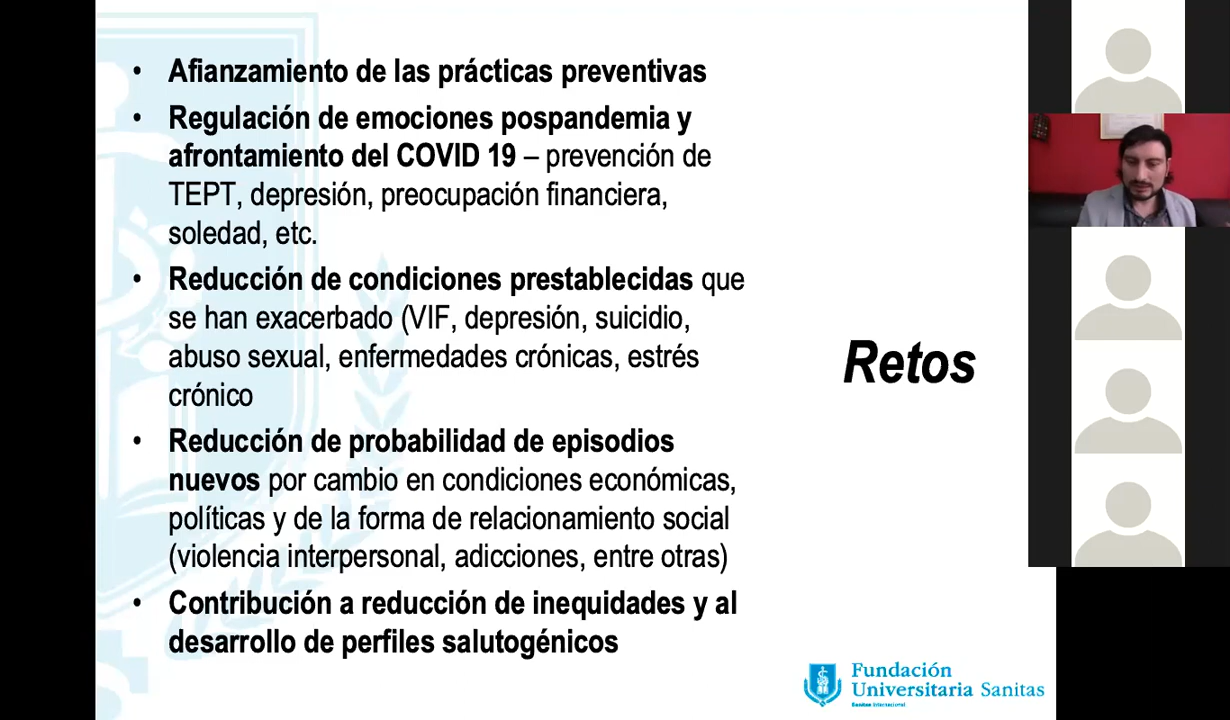 • Afianzamiento de las prácticas preventivas
• Regulación de emociones pospandemia y
afrontamiento del COVID 19 – prevención de
TEPT, depresión, preocupación financiera,
soledad, etc.
• Reducción de condiciones prestablecidas que
se han exacerbado (VIF, depresión, suicidio,
abuso sexual, enfermedades crónicas, estrés
crónico
• Reducción de probabilidad de episodios
nuevos por cambio en condiciones económicas,
políticas y de la forma de relacionamiento social
(violencia interpersonal, adicciones, entre otras)
• Contribución a reducción de inequidades y al
desarrollo de perfiles salutogénicos
Retos
Fundación
Universitaria Sanitas
Sanitas Internacional